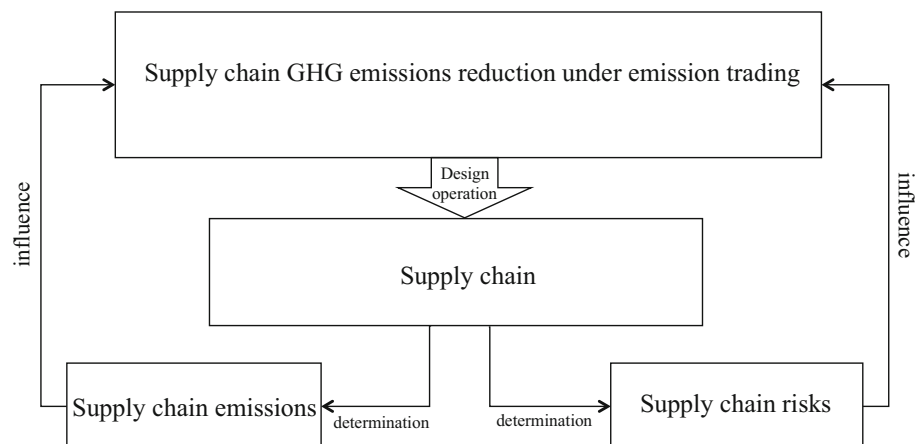 Supply chain GHG emissions reduction under emission trading
Design
operation
influence
influence
Supply chain
Supply chain emissions
determination
determination
Supply chain risks